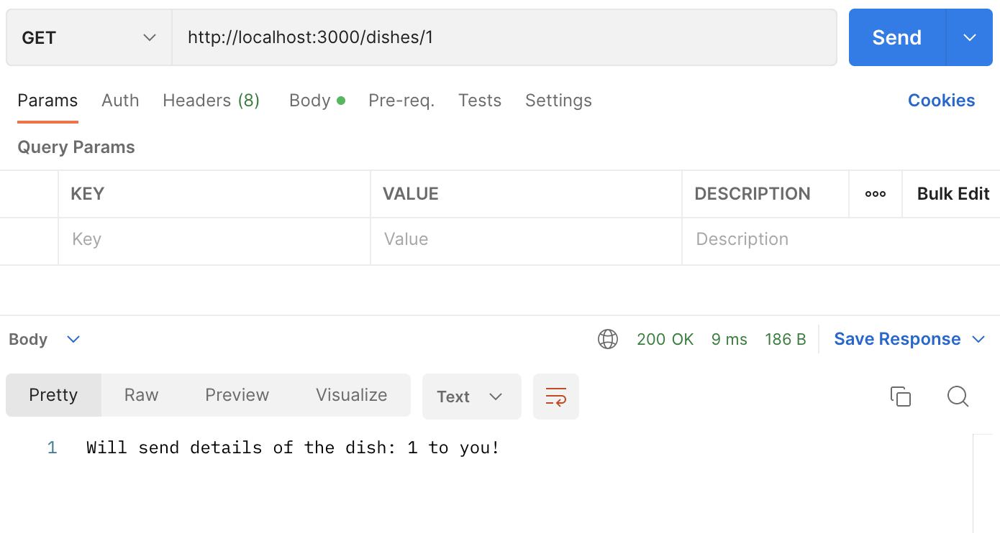 GET http://localhost:3000/dishes/1 Send
Params Auth Headers (8) Body Pre-req. Tests Settings Cookies
Query Params
KEY VALUE DESCRIPTION Bulk Edit
Key Value Description
Body 200 OK 9 ms 186 B Save Response
Pretty Raw Preview Visualize Text
1 Will send details of the dish: 1 to you!